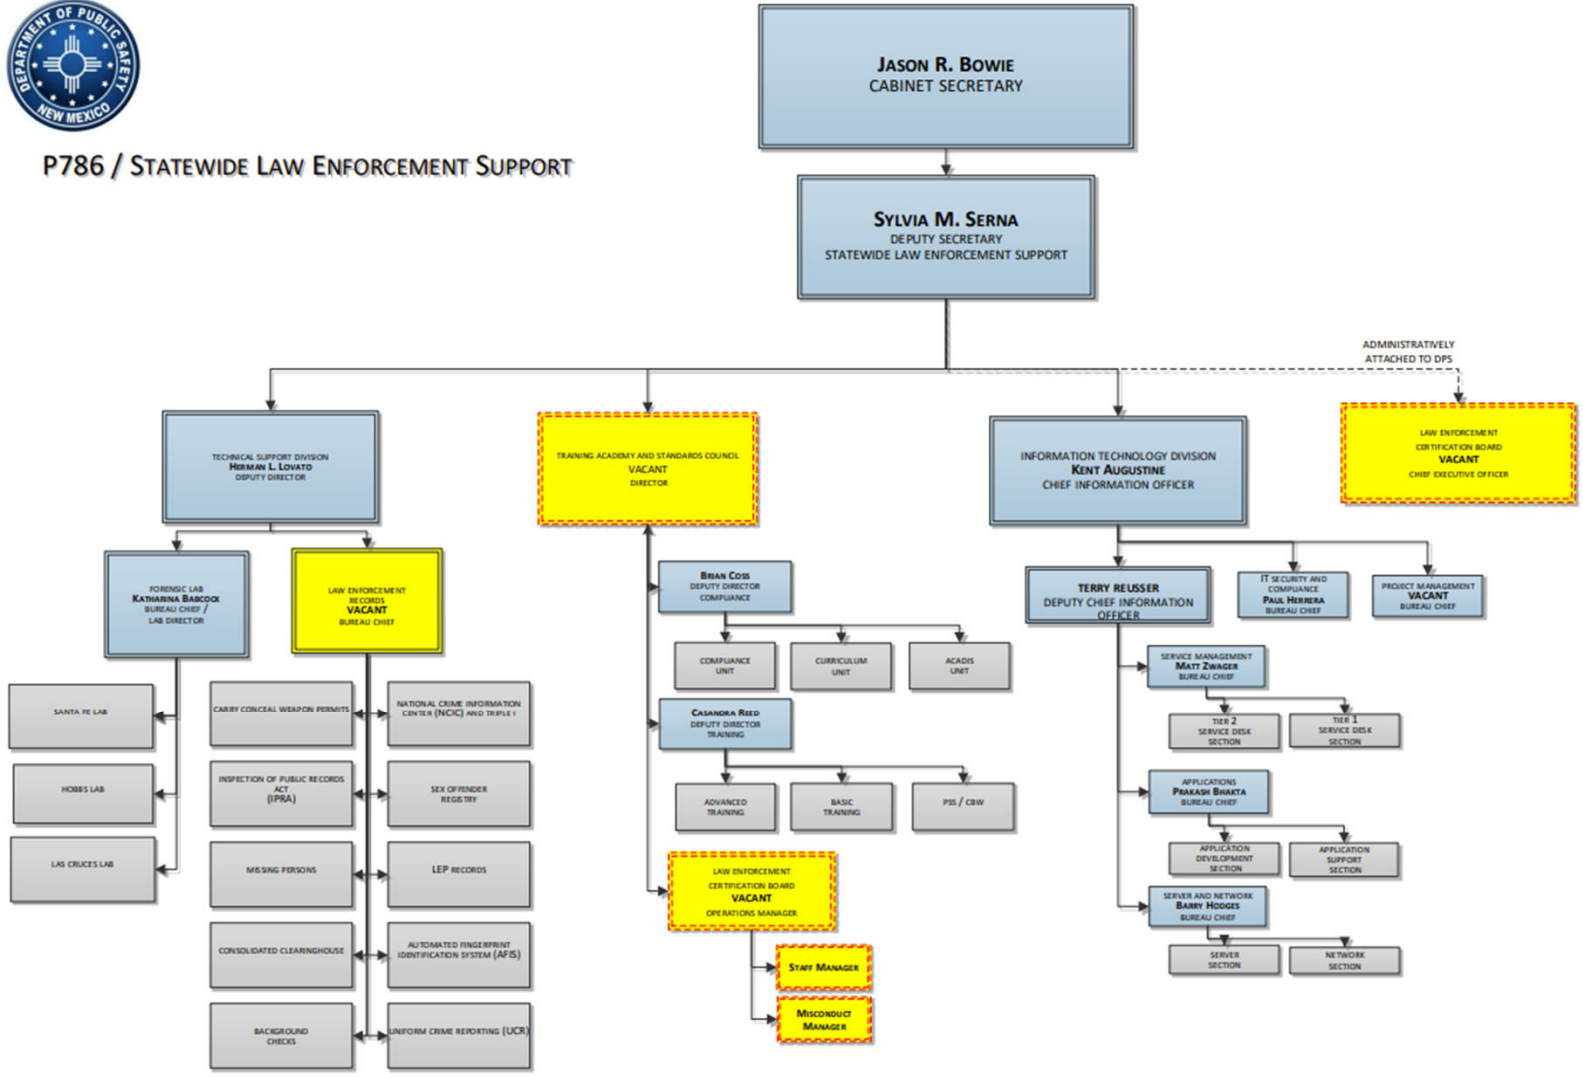 DEPARTMENT OF PUBLIC SAFETY
NEW MEXICO
P786 / STATEWIDE LAW ENFORCEMENT SUPPORT
JASON R. BOWIE
CABINET SECRETARY
SYLVIA M. SERNA
DEPUTY SECRETARY
STATEWIDE LAW ENFORCEMENT SUPPORT
ADMINISTRATIVELY
ATTACHED TO DPS
TECHNICAL SUPPORT DIVISION
HERMAN L. LOVATO
DEPUTY DIRECTOR
TRAINING ACADEMY AND STANDARDS COUNCIL
VACANT
DIRECTOR
INFORMATION TECHNOLOGY DIVISION
KENT AUGUSTINE
CHIEF INFORMATION OFFICER
LAW ENFORCEMENT
CERTIFICATION BOARD
VACANT
CHIEF EXECUTIVE OFFICER
FORENSIC LAB
KATHARINA BABCOCK
BUREAU CHIEF /
LAB DIRECTOR
LAW ENFORCEMENT
RECORDS
VACANT
BUREAU CHIEF
SANTA FE LAB
HOBBS LAB
LAS CRUCES LAB
CARRY CONCEAL WEAPON PERMITS
NATIONAL CRIME INFORMATION
CENTER (NCIC) AND TRIPLE I
INSPECTION OF PUBLIC RECORDS
ACT
(IPRA)
SEX OFFENDER
REGISTRY
MISSING PERSONS
LEP RECORDS
CONSOLIDATED CLEARINGHOUSE
AUTOMATED FINGERPRINT
IDENTIFICATION SYSTEM (AFIS)
BACKGROUND
CHECKS
UNIFORM CRIME REPORTING (UCR)
BRIAN COSS
DEPUTY DIRECTOR
COMPLIANCE
COMPLIANCE
UNIT
CURRICULUM
UNIT
ACADIS
UNIT
CASANDRA REED
DEPUTY DIRECTOR
TRAINING
ADVANCED
TRAINING
BASIC
TRAINING
PSS / CBW
LAW ENFORCEMENT
CERTIFICATION BOARD
VACANT
OPERATIONS MANAGER
STAFF MANAGER
MISCONDUCT
MANAGER
TERRY REUSSER
DEPUTY CHIEF INFORMATION
OFFICER
IT SECURITY AND
COMPLIANCE
PAUL HERRERA
BUREAU CHIEF
PROJECT MANAGEMENT
VACANT
BUREAU CHIEF
SERVICE MANAGEMENT
MATT ZWAGER
BUREAU CHIEF
TIER 2
SERVICE DESK
SECTION
TIER 1
SERVICE DESK
SECTION
APPLICATIONS
PRAKASH BHAKTA
BUREAU CHIEF
APPLICATION
DEVELOPMENT
SECTION
APPLICATION
SUPPORT
SECTION
SERVER AND NETWORK
BARRY HODGES
BUREAU CHIEF
SERVER
SECTION
NETWORK
SECTION